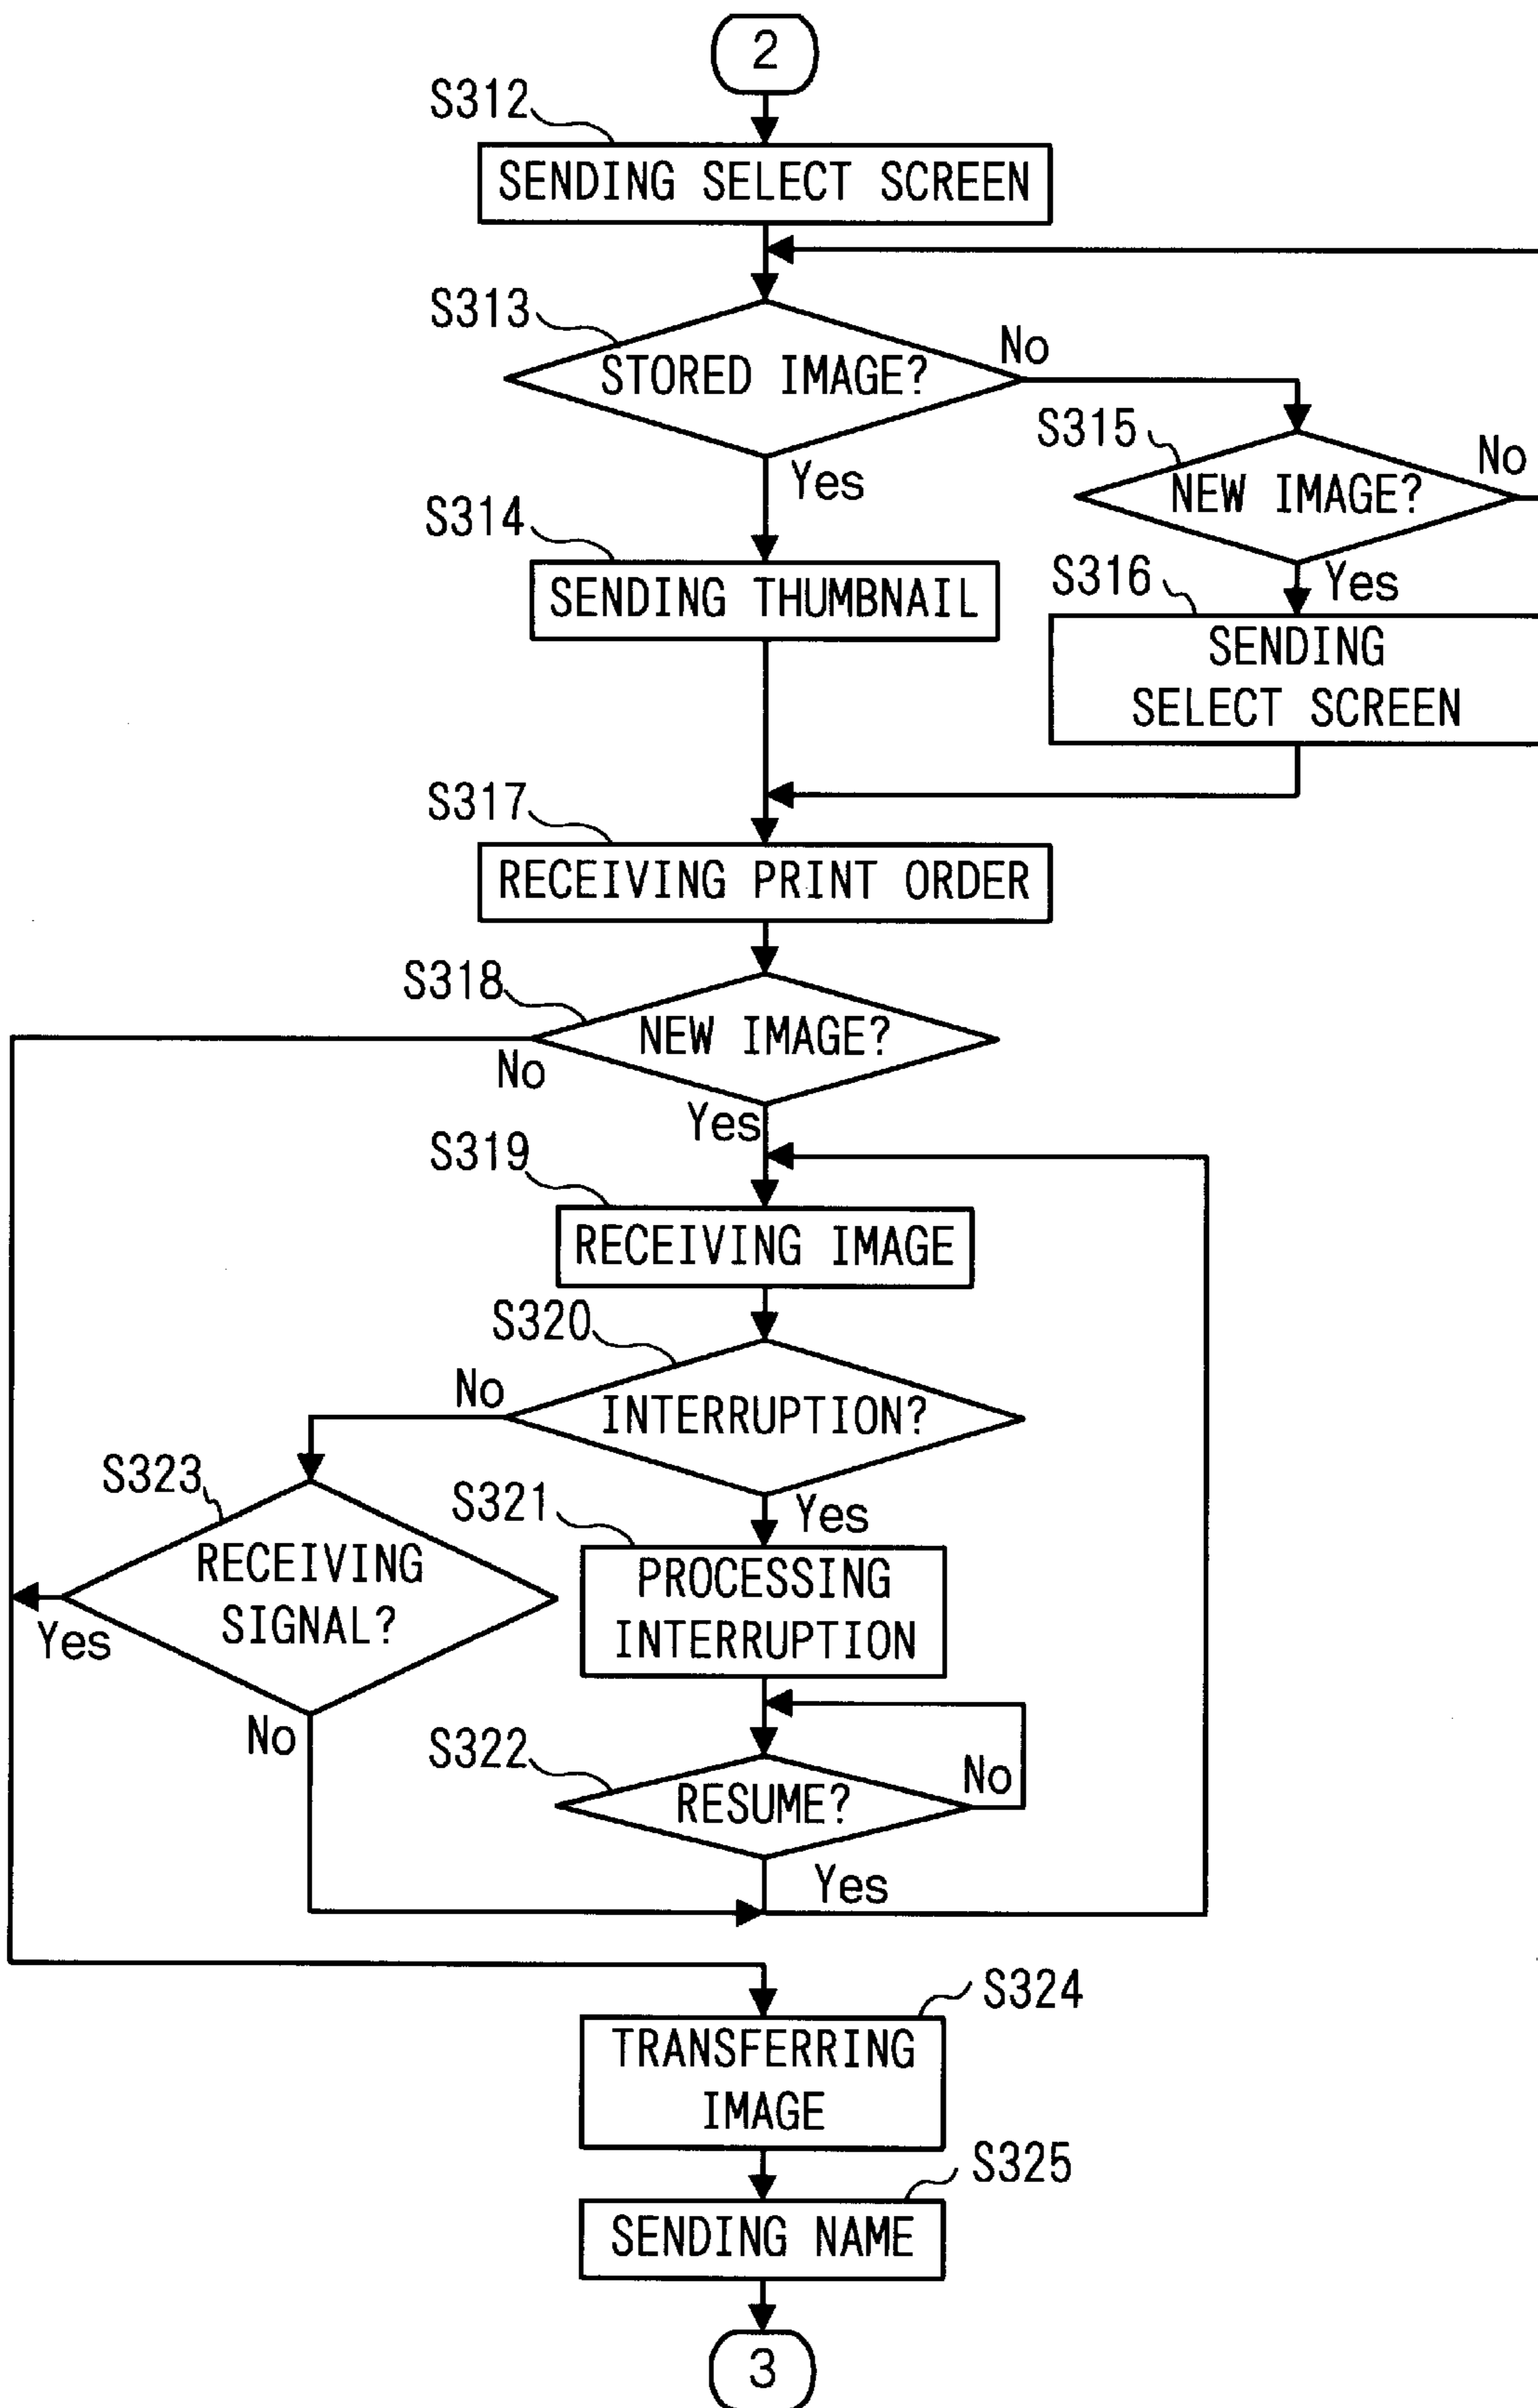 2
S312
SENDING SELECT SCREEN
S313
STORED IMAGE?
No
Yes
S315
NEW IMAGE?
No
Yes
S314
SENDING THUMBNAIL
S316
SENDING
SELECT SCREEN
S317
RECEIVING PRINT ORDER
S318
NEW IMAGE?
No
Yes
S319
RECEIVING IMAGE
S320
INTERRUPTION?
No
Yes
S323
RECEIVING
SIGNAL?
Yes
No
S321
PROCESSING
INTERRUPTION
S322
RESUME?
No
Yes
S324
TRANSFERRING
IMAGE
S325
SENDING NAME
3